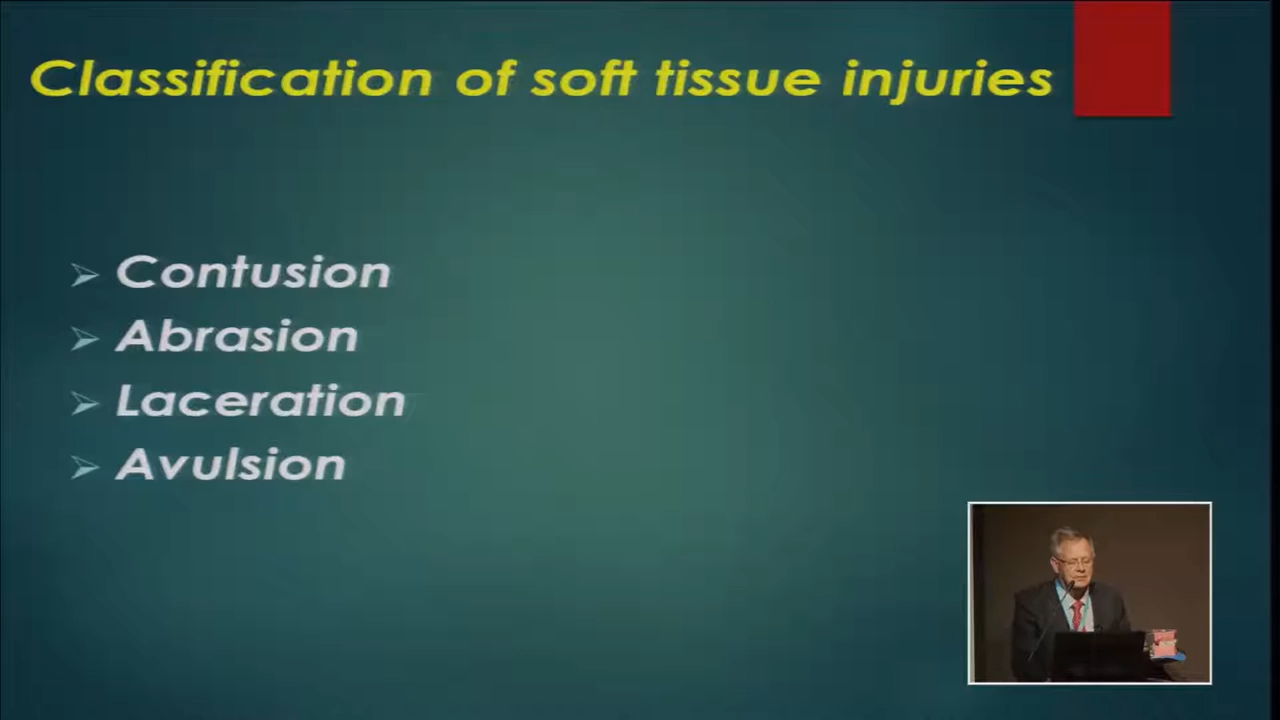 Classification of soft tissue injuries
Contusion
Abrasion
Laceration
Avulsion